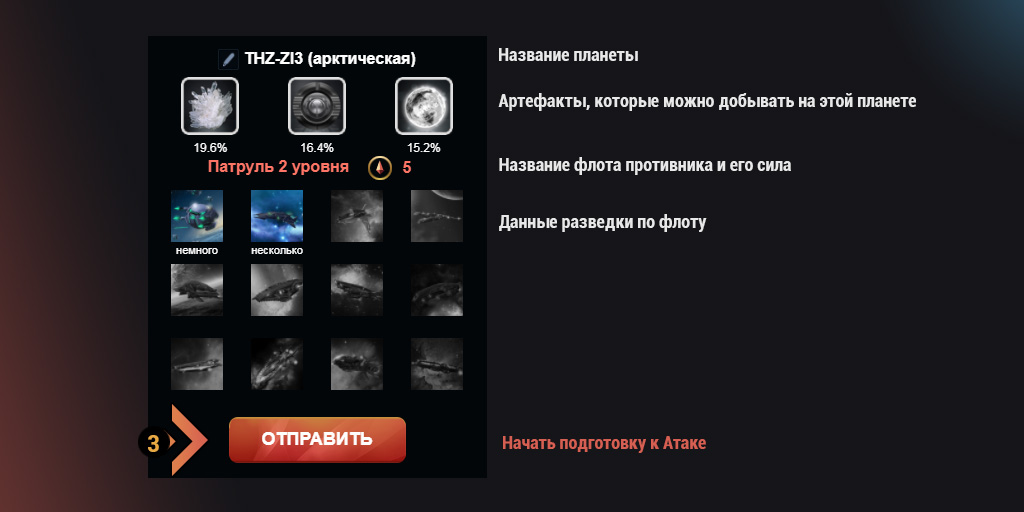 THZ-ZI3 (арктическая)
Название планеты
Артефакты, которые можно добывать на этой планете
19.6%
16.4%
15.2%
Патруль 2 уровня
5
Название флота противника и его сила
Данные разведки по флоту
немного
несколько
3
ОТПРАВИТЬ
Начать подготовку к Атаке